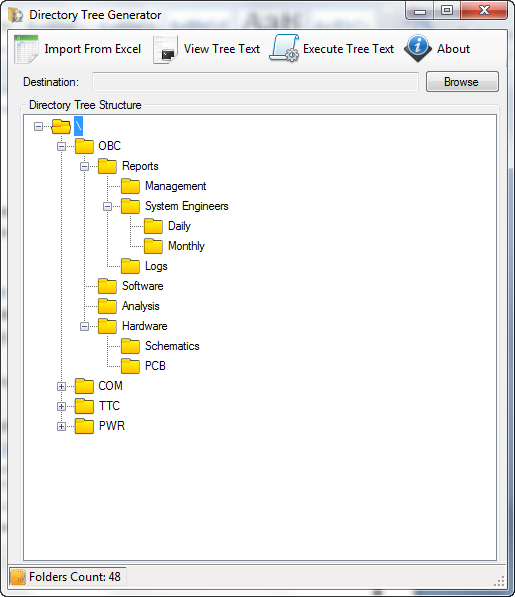 Directory Tree Generator
Import From Excel View Tree Text Execute Tree Text About
Destination: Browse
Directory Tree Structure
\
OBC
Reports
Management
System Engineers
Daily
Monthly
Logs
Software
Analysis
Hardware
Schematics
PCB
COM
TTC
PWR
Folders Count: 48